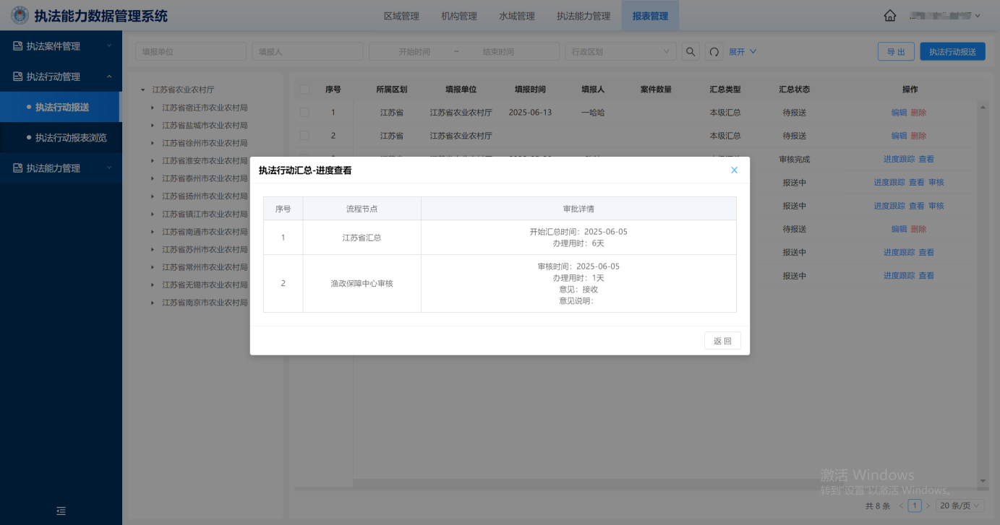 执法能力数据管理系统
区域管理 机构管理 水域管理 执法能力管理 报表管理
执法案件管理
执法行动管理
执法行动报送
执法行动报表浏览
执法能力管理
填报单位 填报人 开始时间 ~ 结束时间 行政区划 展开 导 出 执法行动报送
江苏省农业农村厅
江苏省宿迁市农业农村局
江苏省盐城市农业农村局
江苏省徐州市农业农村局
江苏省淮安市农业农村局
江苏省泰州市农业农村局
江苏省扬州市农业农村局
江苏省镇江市农业农村局
江苏省南通市农业农村局
江苏省苏州市农业农村局
江苏省常州市农业农村局
江苏省无锡市农业农村局
江苏省南京市农业农村局
序号 所属区划 填报单位 填报时间 填报人 案件数量 汇总类型 汇总状态 操作
1 江苏省 江苏省农业农村厅 2025-06-13 一哈哈 本级汇总 待报送 编辑 删除
2 江苏省 江苏省农业农村厅 本级汇总 待报送 编辑 删除
审核完成 进度跟踪 查看
报送中 进度跟踪 查看 审核
报送中 进度跟踪 查看 审核
待报送 编辑 删除
报送中 进度跟踪 查看
报送中 进度跟踪 查看
执法行动汇总-进度查看
序号 流程节点 审批详情
1 江苏省汇总 开始汇总时间：2025-06-05
办理用时：6天
2 渔政保障中心审核 审核时间：2025-06-05
办理用时：1天
意见：接收
意见说明：
返 回
激活 Windows
转到"设置"以激活 Windows。
共 8 条 1 20 条/页